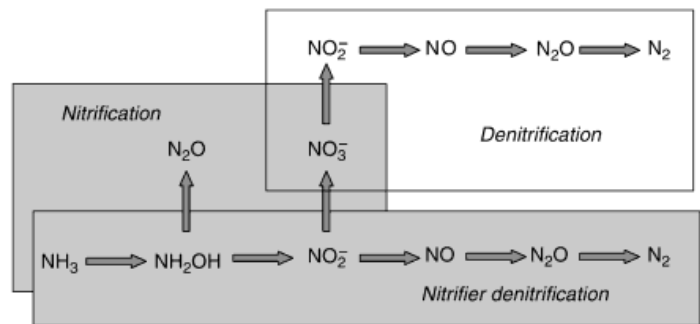 NO₂⁻ NO N₂O N₂
Nitrification
Denitrification
N₂O NO₃⁻
NH₃ NH₂OH NO₂⁻ NO N₂O N₂
Nitrifier denitrification